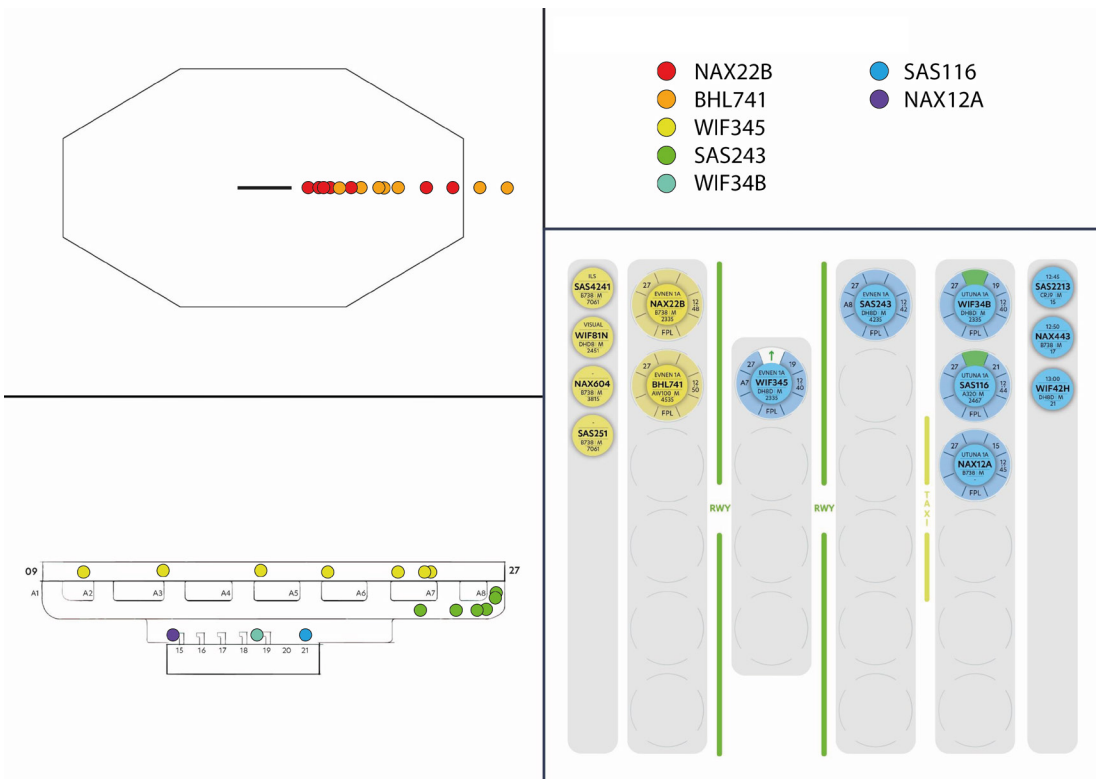 NAX22B
BHL741
WIF345
SAS243
WIF34B
SAS116
NAX12A
09
27
A1
A2
A3
A4
A5
A6
A7
A8
15
16
17
18
19
20
21
ILS
SAS4241
B738 M
7061
VISUAL
WIF81N
DHD8 M
2451
-
NAX604
B738 M
3815
-
SAS251
B738 M
7061
27
EVNEN 1A
NAX22B
B738 M
2335
12
48
FPL
27
EVNEN 1A
BHL741
AW100 M
4535
12
50
FPL
RWY
27
↑
19
EVNEN 1A
A7
WIF345
DH8D M
2335
12
40
FPL
RWY
27
EVNEN 1A
A8
SAS243
DH8D M
4235
12
42
FPL
TAXI
27
19
UTUNA 1A
WIF34B
DH8D M
2335
12
40
FPL
27
21
UTUNA 1A
SAS116
A320 M
2467
12
44
FPL
27
15
UTUNA 1A
NAX12A
B738 M
-
12
45
FPL
12:45
SAS2213
CRJ9 M
15
12:50
NAX443
B738 M
17
13:00
WIF42H
DH8D M
21